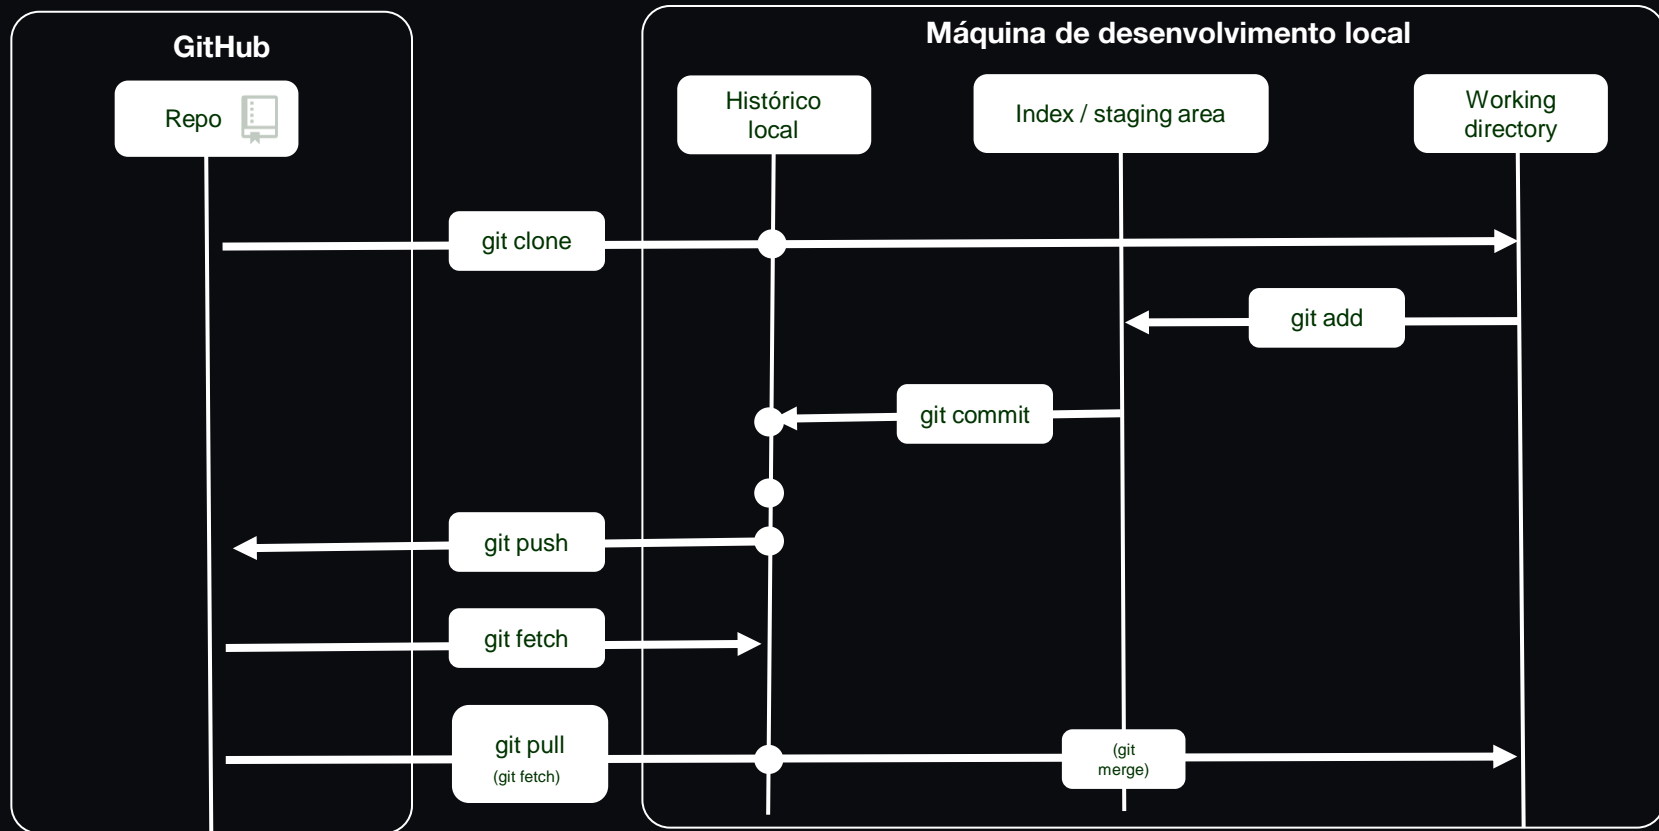 GitHub
Máquina de desenvolvimento local
Repo
Histórico
local
Index / staging area
Working
directory
git clone
git add
git commit
git push
git fetch
git pull
(git fetch)
(git
merge)